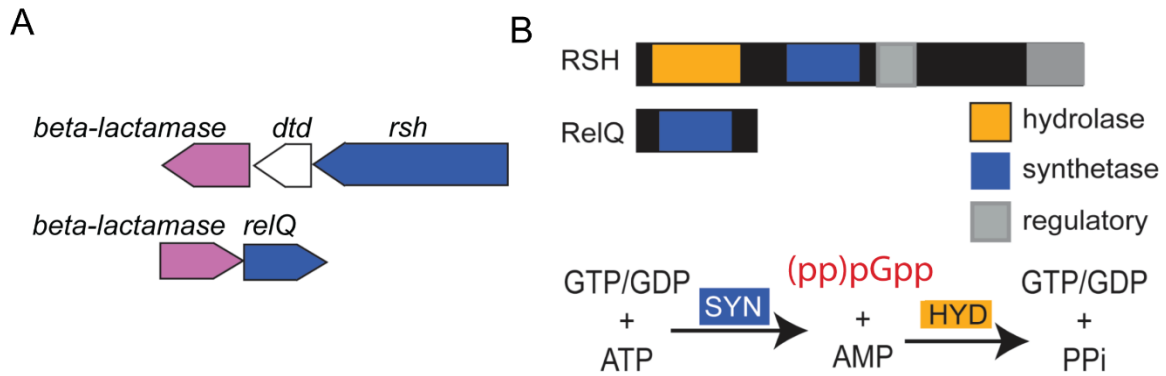 A
beta-lactamase dtd rsh
beta-lactamase relQ
B
RSH
RelQ
hydrolase
synthetase
regulatory
GTP/GDP
+
ATP
SYN
(pp)pGpp
+
AMP
HYD
GTP/GDP
+
PPi